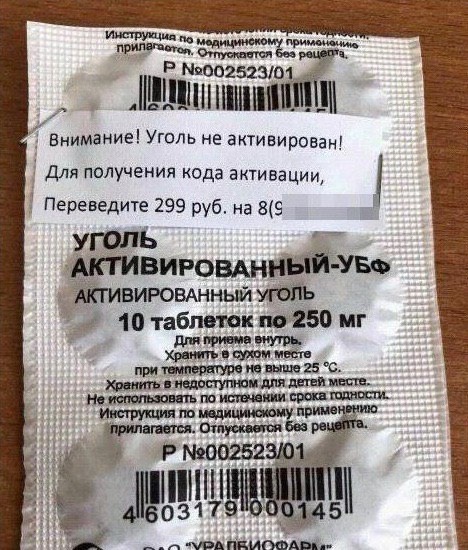 Инструкция по медицинскому применению
прилагается. Отпускается без рецепта.
Р №002523/01
Внимание! Уголь не активирован!
Для получения кода активации,
Переведите 299 руб. на 8(9
УГОЛЬ
АКТИВИРОВАННЫЙ-УБФ
АКТИВИРОВАННЫЙ УГОЛЬ
10 таблеток по 250 мг
Для приема внутрь.
Хранить в сухом месте
при температуре не выше 25 °С.
Хранить в недоступном для детей месте.
Не использовать по истечении срока годности.
Инструкция по медицинскому применению
прилагается. Отпускается без рецепта.
Р №002523/01
4 603179 000145
"УРАЛБИОФАРМ"